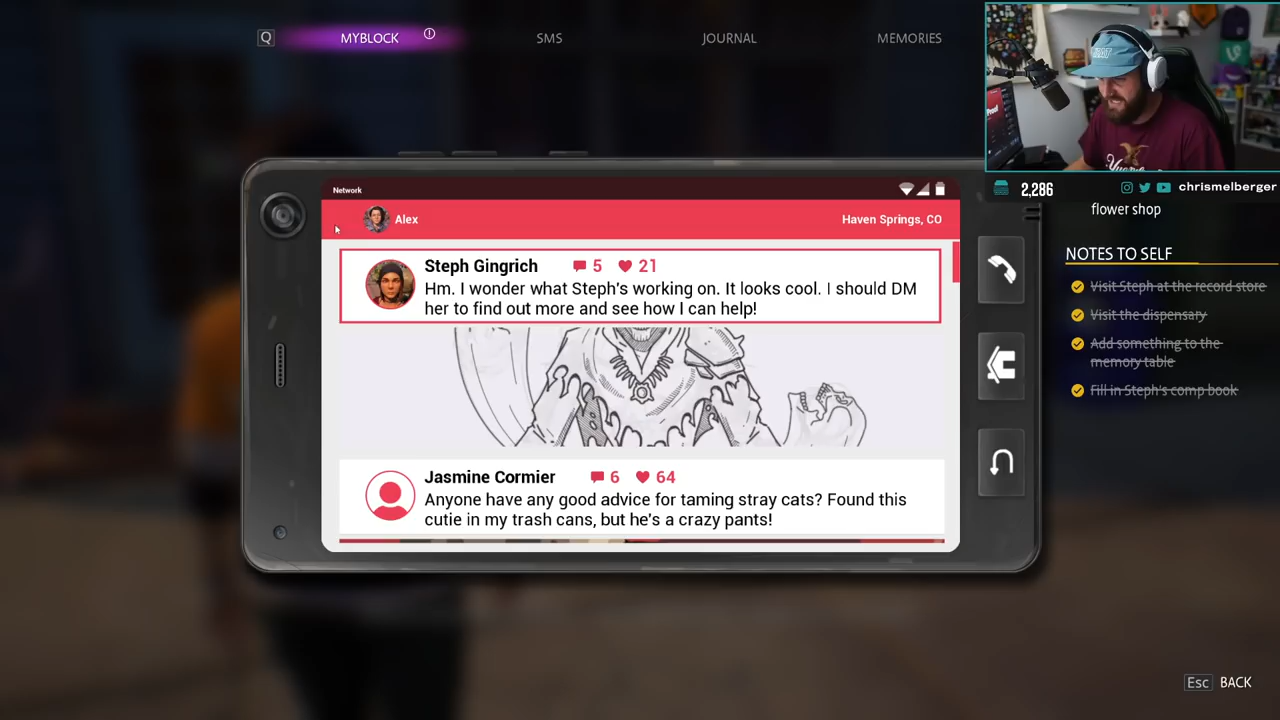 Q
MYBLOCK
SMS
JOURNAL
MEMORIES
2,286
chrismelberger
flower shop
NOTES TO SELF
Visit Steph at the record store
Visit the dispensary
Add something to the
memory table
Fill in Steph's comp book
Network
Alex
Haven Springs, CO
Steph Gingrich 5 21
Hm. I wonder what Steph's working on. It looks cool. I should DM
her to find out more and see how I can help!
Jasmine Cormier 6 64
Anyone have any good advice for taming stray cats? Found this
cutie in my trash cans, but he's a crazy pants!
Esc BACK